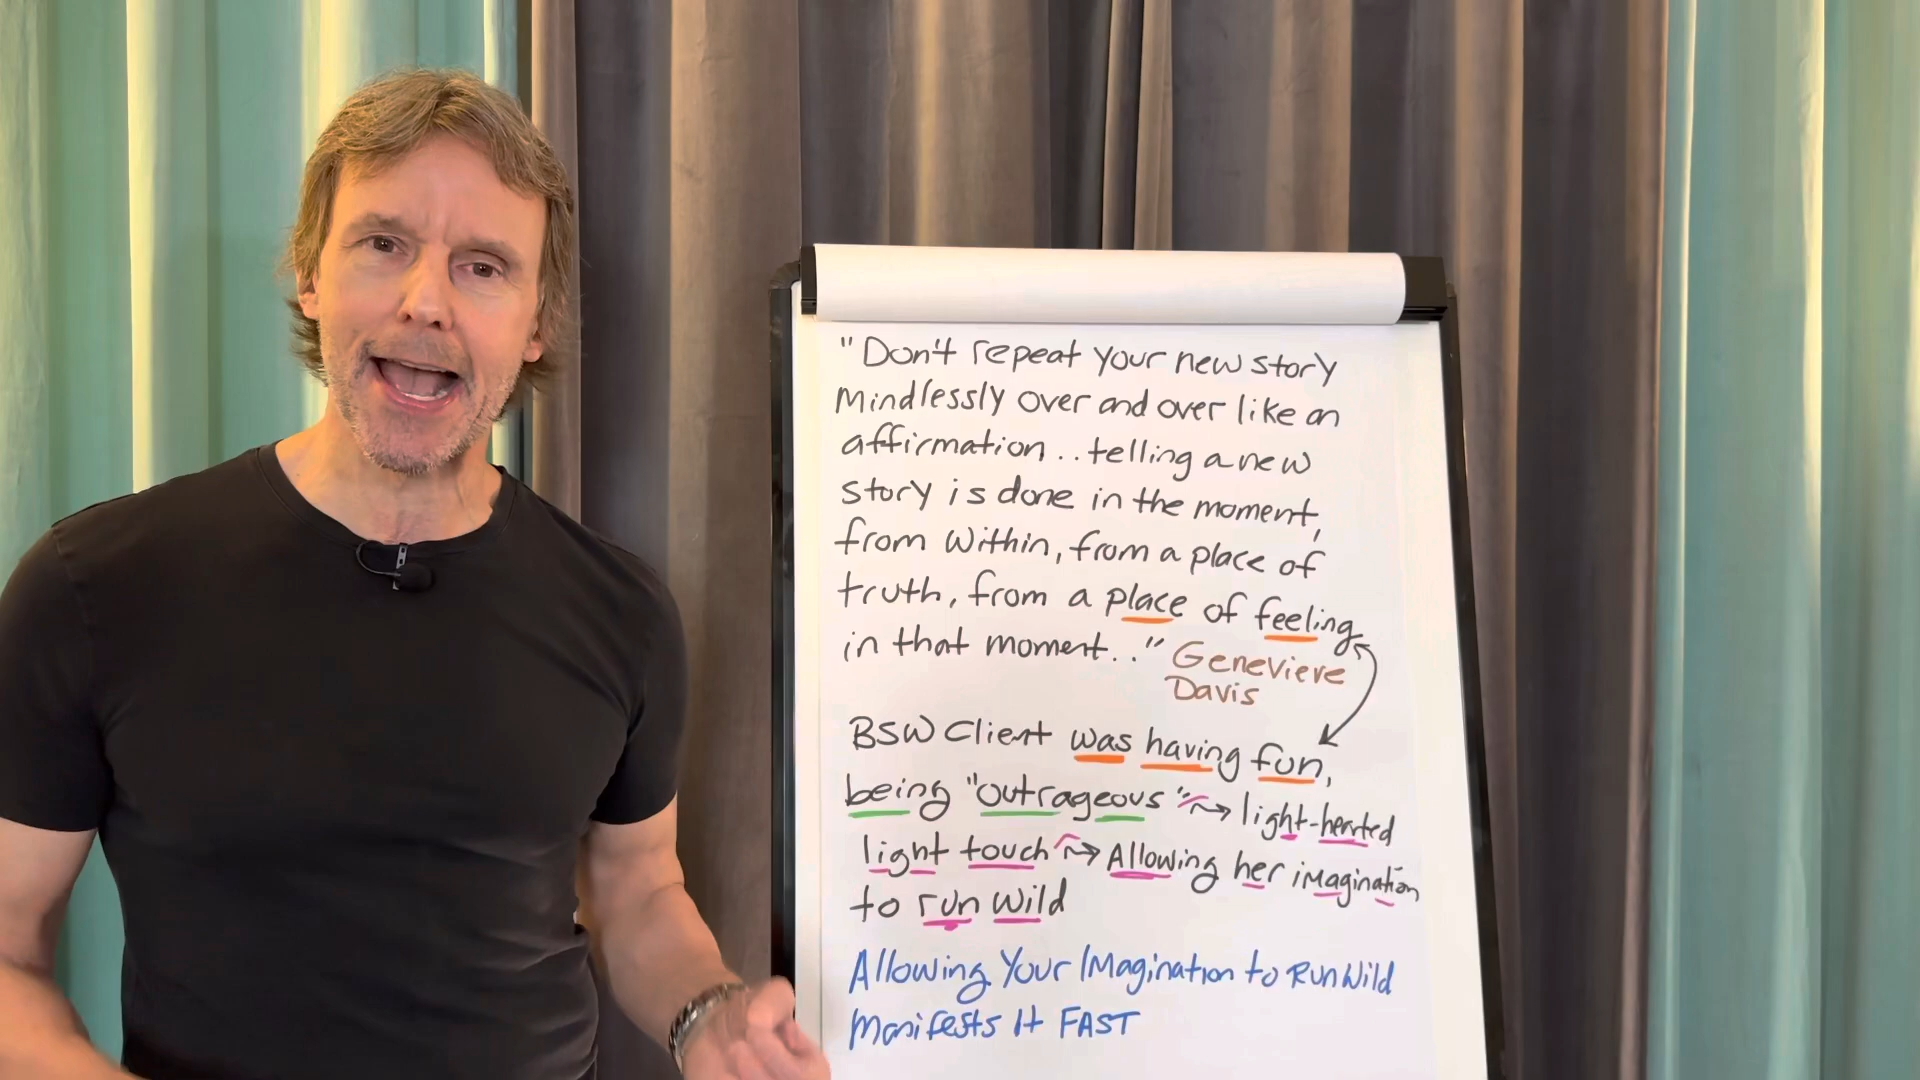 "Don't repeat your new story
mindlessly over and over like an
affirmation.. telling a new
story is done in the moment,
from within, from a place of
truth, from a place of feeling
in that moment.." Genevieve
Davis
BSW Client was having fun,
being "outrageous" → light-hearted
light touch → Allowing her imagination
to run wild
Allowing Your Imagination to Run Wild
Manifests It FAST